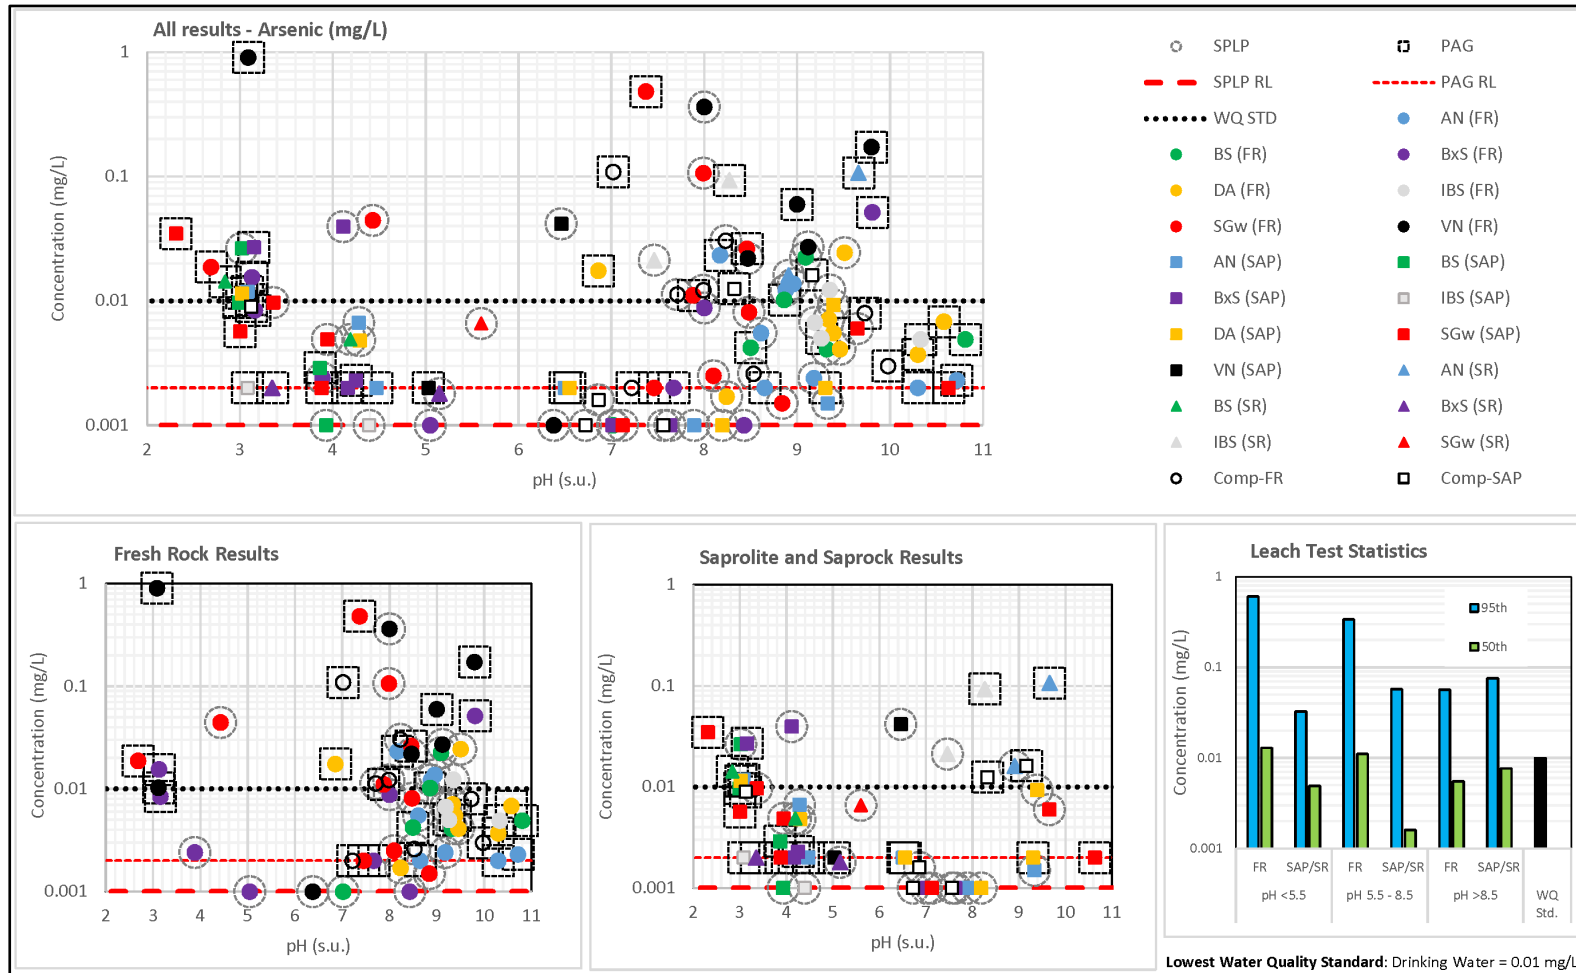 All results - Arsenic (mg/L)
Concentration (mg/L)
1
0.1
0.01
0.001
2 3 4 5 6 7 8 9 10 11
pH (s.u.)
SPLP PAG
SPLP RL PAG RL
WQ STD AN (FR)
BS (FR) BxS (FR)
DA (FR) IBS (FR)
SGw (FR) VN (FR)
AN (SAP) BS (SAP)
BxS (SAP) IBS (SAP)
DA (SAP) SGw (SAP)
VN (SAP) AN (SR)
BS (SR) BxS (SR)
IBS (SR) SGw (SR)
Comp-FR Comp-SAP
Fresh Rock Results
Concentration (mg/L)
1
0.1
0.01
0.001
2 3 4 5 6 7 8 9 10 11
pH (s.u.)
Saprolite and Saprock Results
Concentration (mg/L)
1
0.1
0.01
0.001
2 3 4 5 6 7 8 9 10 11
pH (s.u.)
Leach Test Statistics
Concentration (mg/L)
1
0.1
0.01
0.001
95th
50th
FR SAP/SR FR SAP/SR FR SAP/SR WQ
pH <5.5 pH 5.5 - 8.5 pH >8.5 Std.
Lowest Water Quality Standard: Drinking Water = 0.01 mg/L